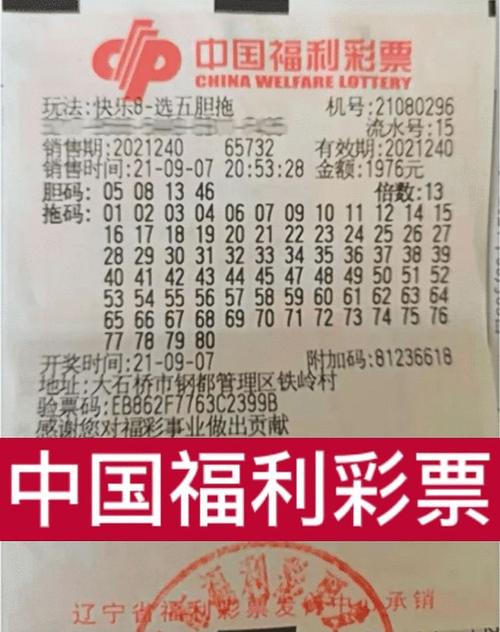 中国福利彩票
CHINA WELFARE LOTTERY
玩法:快乐8-选五胆拖 机号:21080296
流水号:15
销售期:2021240 65732 有效期:2021240
销售时间:21-09-07 20:53:28 金额:1976元
胆码: 05 08 13 46 倍数:13
拖码: 01 02 03 04 06 07 09 10 11 12 14 15
16 17 18 19 20 21 22 23 24 25 26 27
28 29 30 31 32 33 34 35 36 37 38 39
40 41 42 43 44 45 47 48 49 50 51 52
53 54 55 56 57 58 59 60 61 62 63 64
65 66 67 68 69 70 71 72 73 74 75 76
77 78 79 80
开奖时间:21-09-07 附加码:81236618
地址:大石桥市钢都管理区铁岭村
验票码:EB862F7763C2399B
感谢您对福彩事业做出贡献
中国福利彩票
辽宁省福利彩票发行中心承销